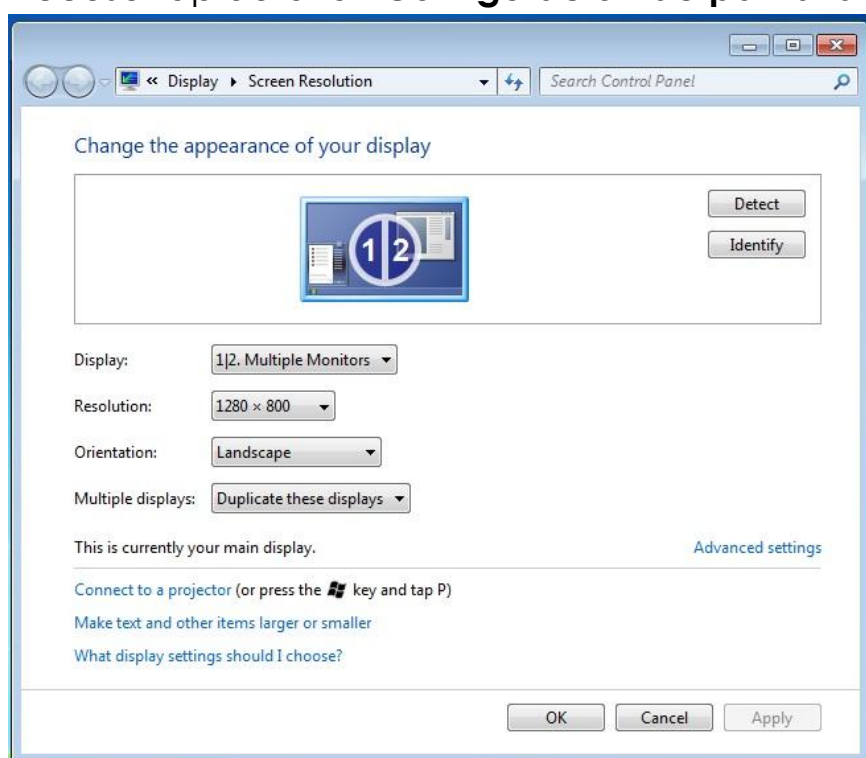 « Display ▸ Screen Resolution Search Control Panel
Change the appearance of your display
1|2
Detect
Identify
Display: 1|2. Multiple Monitors
Resolution: 1280 × 800
Orientation: Landscape
Multiple displays: Duplicate these displays
This is currently your main display. Advanced settings
Connect to a projector (or press the key and tap P)
Make text and other items larger or smaller
What display settings should I choose?
OK Cancel Apply